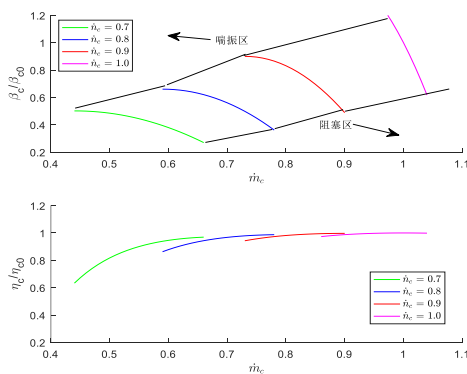 1.2
1
0.8
0.6
0.4
0.2
β_c/β_c0
ṅ_c = 0.7
ṅ_c = 0.8
ṅ_c = 0.9
ṅ_c = 1.0
喘振区
阻塞区
0.4 0.5 0.6 0.7 0.8 0.9 1 1.1
ṁ_c
1.2
1
0.8
0.6
0.4
0.2
η_c/η_c0
ṅ_c = 0.7
ṅ_c = 0.8
ṅ_c = 0.9
ṅ_c = 1.0
0.4 0.5 0.6 0.7 0.8 0.9 1 1.1
ṁ_c